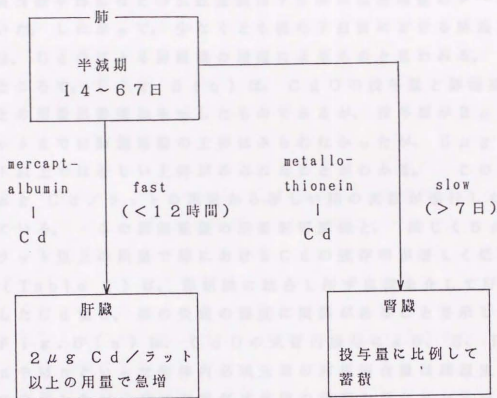 肺
半減期
14～67日
mercapt-
albumin
Cd
fast
(<12時間)
metallo-
thionein
Cd
slow
(>7日)
肝臓
2μg Cd/ラット
以上の用量で急増
腎臓
投与量に比例して
蓄積